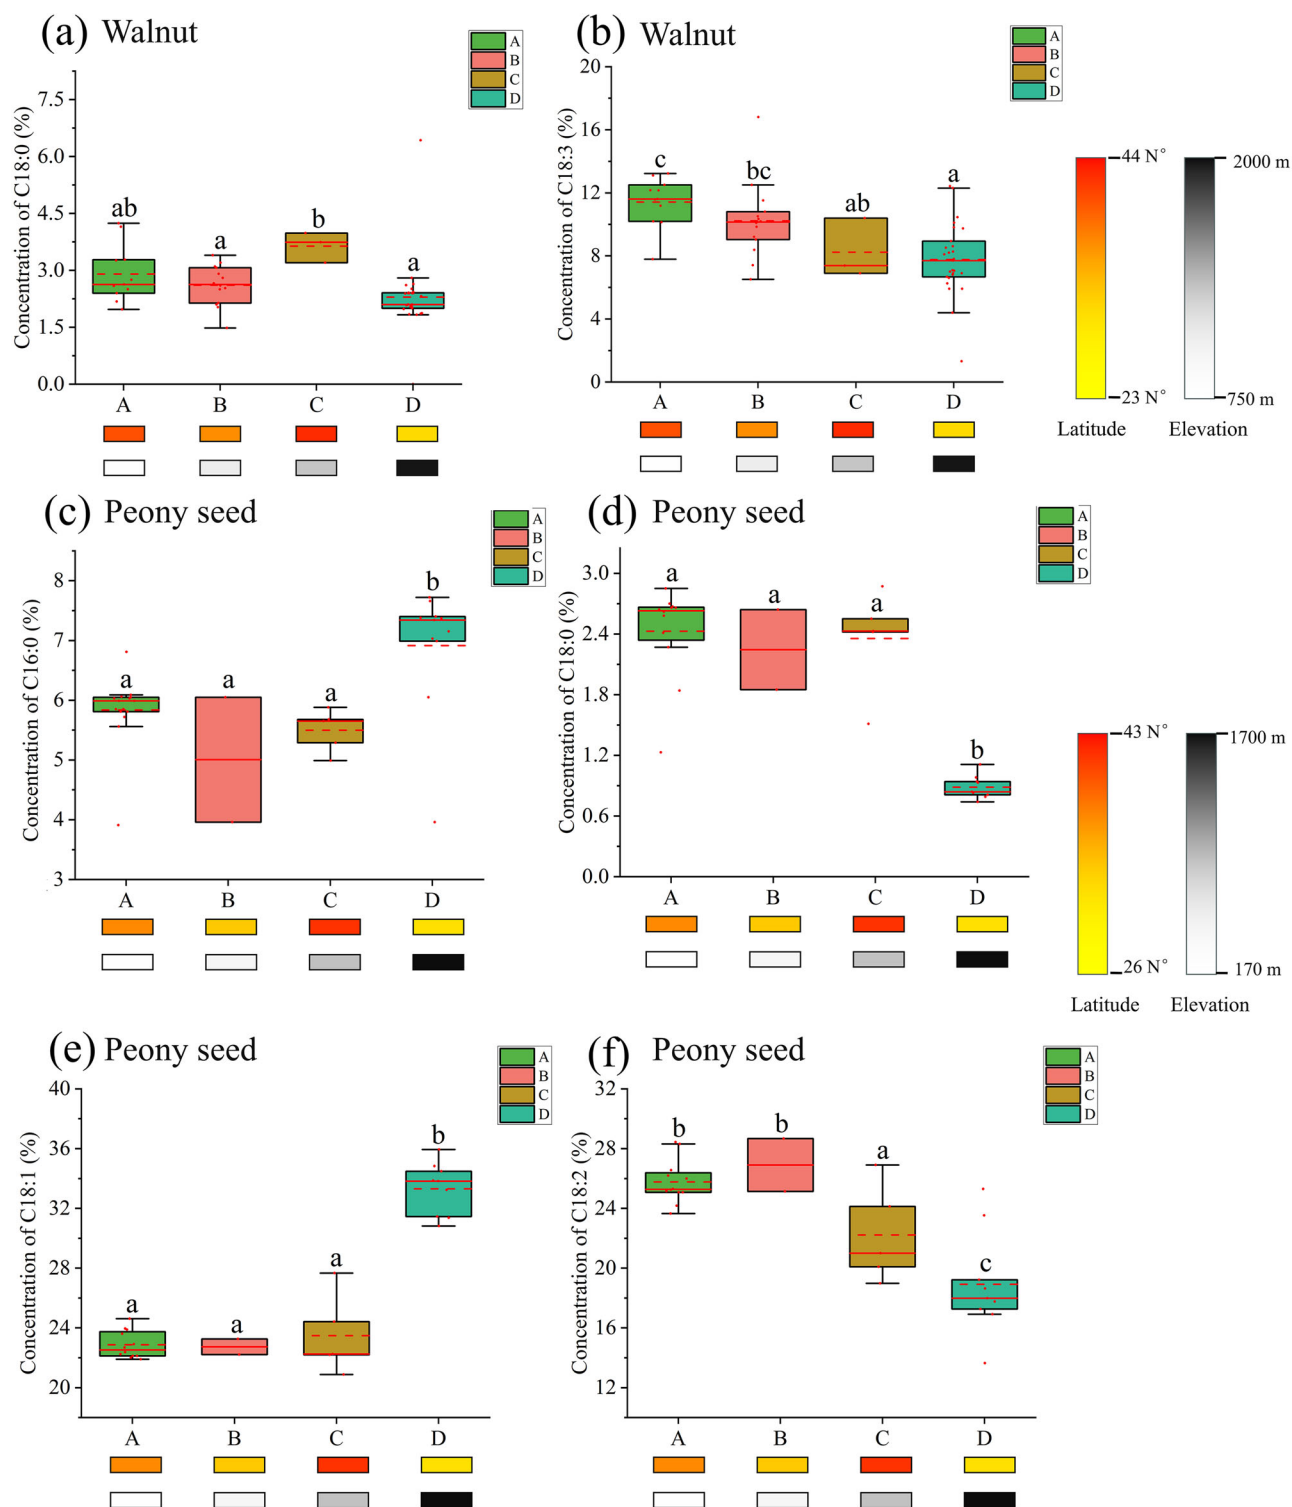 (a) Walnut
A
B
C
D
Concentration of C18:0 (%)
7.5
6.0
4.5
3.0
1.5
0.0
ab
a
b
a
A B C D
(b) Walnut
A
B
C
D
Concentration of C18:3 (%)
20
16
12
8
4
0
c
bc
ab
a
A B C D
44 N°
23 N°
Latitude
2000 m
750 m
Elevation
(c) Peony seed
A
B
C
D
Concentration of C16:0 (%)
8
7
6
5
4
3
a
a
a
b
A B C D
(d) Peony seed
A
B
C
D
Concentration of C18:0 (%)
3.0
2.4
1.8
1.2
0.6
0.0
a
a
a
b
A B C D
43 N°
26 N°
Latitude
1700 m
170 m
Elevation
(e) Peony seed
A
B
C
D
Concentration of C18:1 (%)
40
36
32
28
24
20
a
a
a
b
A B C D
(f) Peony seed
A
B
C
D
Concentration of C18:2 (%)
32
28
24
20
16
12
b
b
a
c
A B C D